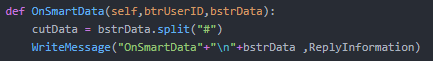 def OnSmartData(self,btrUserID,bstrData):
    cutData = bstrData.split("#")
    WriteMessage("OnSmartData"+"\n"+bstrData ,ReplyInformation)